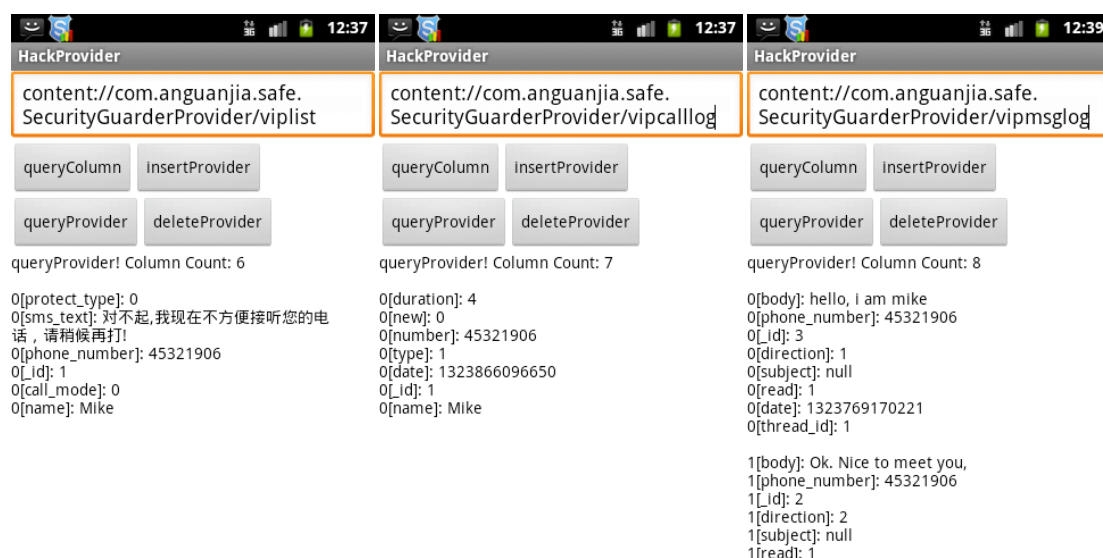 3G 12:37
HackProvider
content://com.anguanjia.safe.
SecurityGuarderProvider/viplist
queryColumn insertProvider
queryProvider deleteProvider
queryProvider! Column Count: 6
0[protect_type]: 0
0[sms_text]: 对不起,我现在不方便接听您的电
话，请稍候再打!
0[phone_number]: 45321906
0[_id]: 1
0[call_mode]: 0
0[name]: Mike
3G 12:37
HackProvider
content://com.anguanjia.safe.
SecurityGuarderProvider/vipcalllog
queryColumn insertProvider
queryProvider deleteProvider
queryProvider! Column Count: 7
0[duration]: 4
0[new]: 0
0[number]: 45321906
0[type]: 1
0[date]: 1323866096650
0[_id]: 1
0[name]: Mike
3G 12:39
HackProvider
content://com.anguanjia.safe.
SecurityGuarderProvider/vipmsglog
queryColumn insertProvider
queryProvider deleteProvider
queryProvider! Column Count: 8
0[body]: hello, i am mike
0[phone_number]: 45321906
0[_id]: 3
0[direction]: 1
0[subject]: null
0[read]: 1
0[date]: 1323769170221
0[thread_id]: 1
1[body]: Ok. Nice to meet you,
1[phone_number]: 45321906
1[_id]: 2
1[direction]: 2
1[subject]: null
1[read]: 1